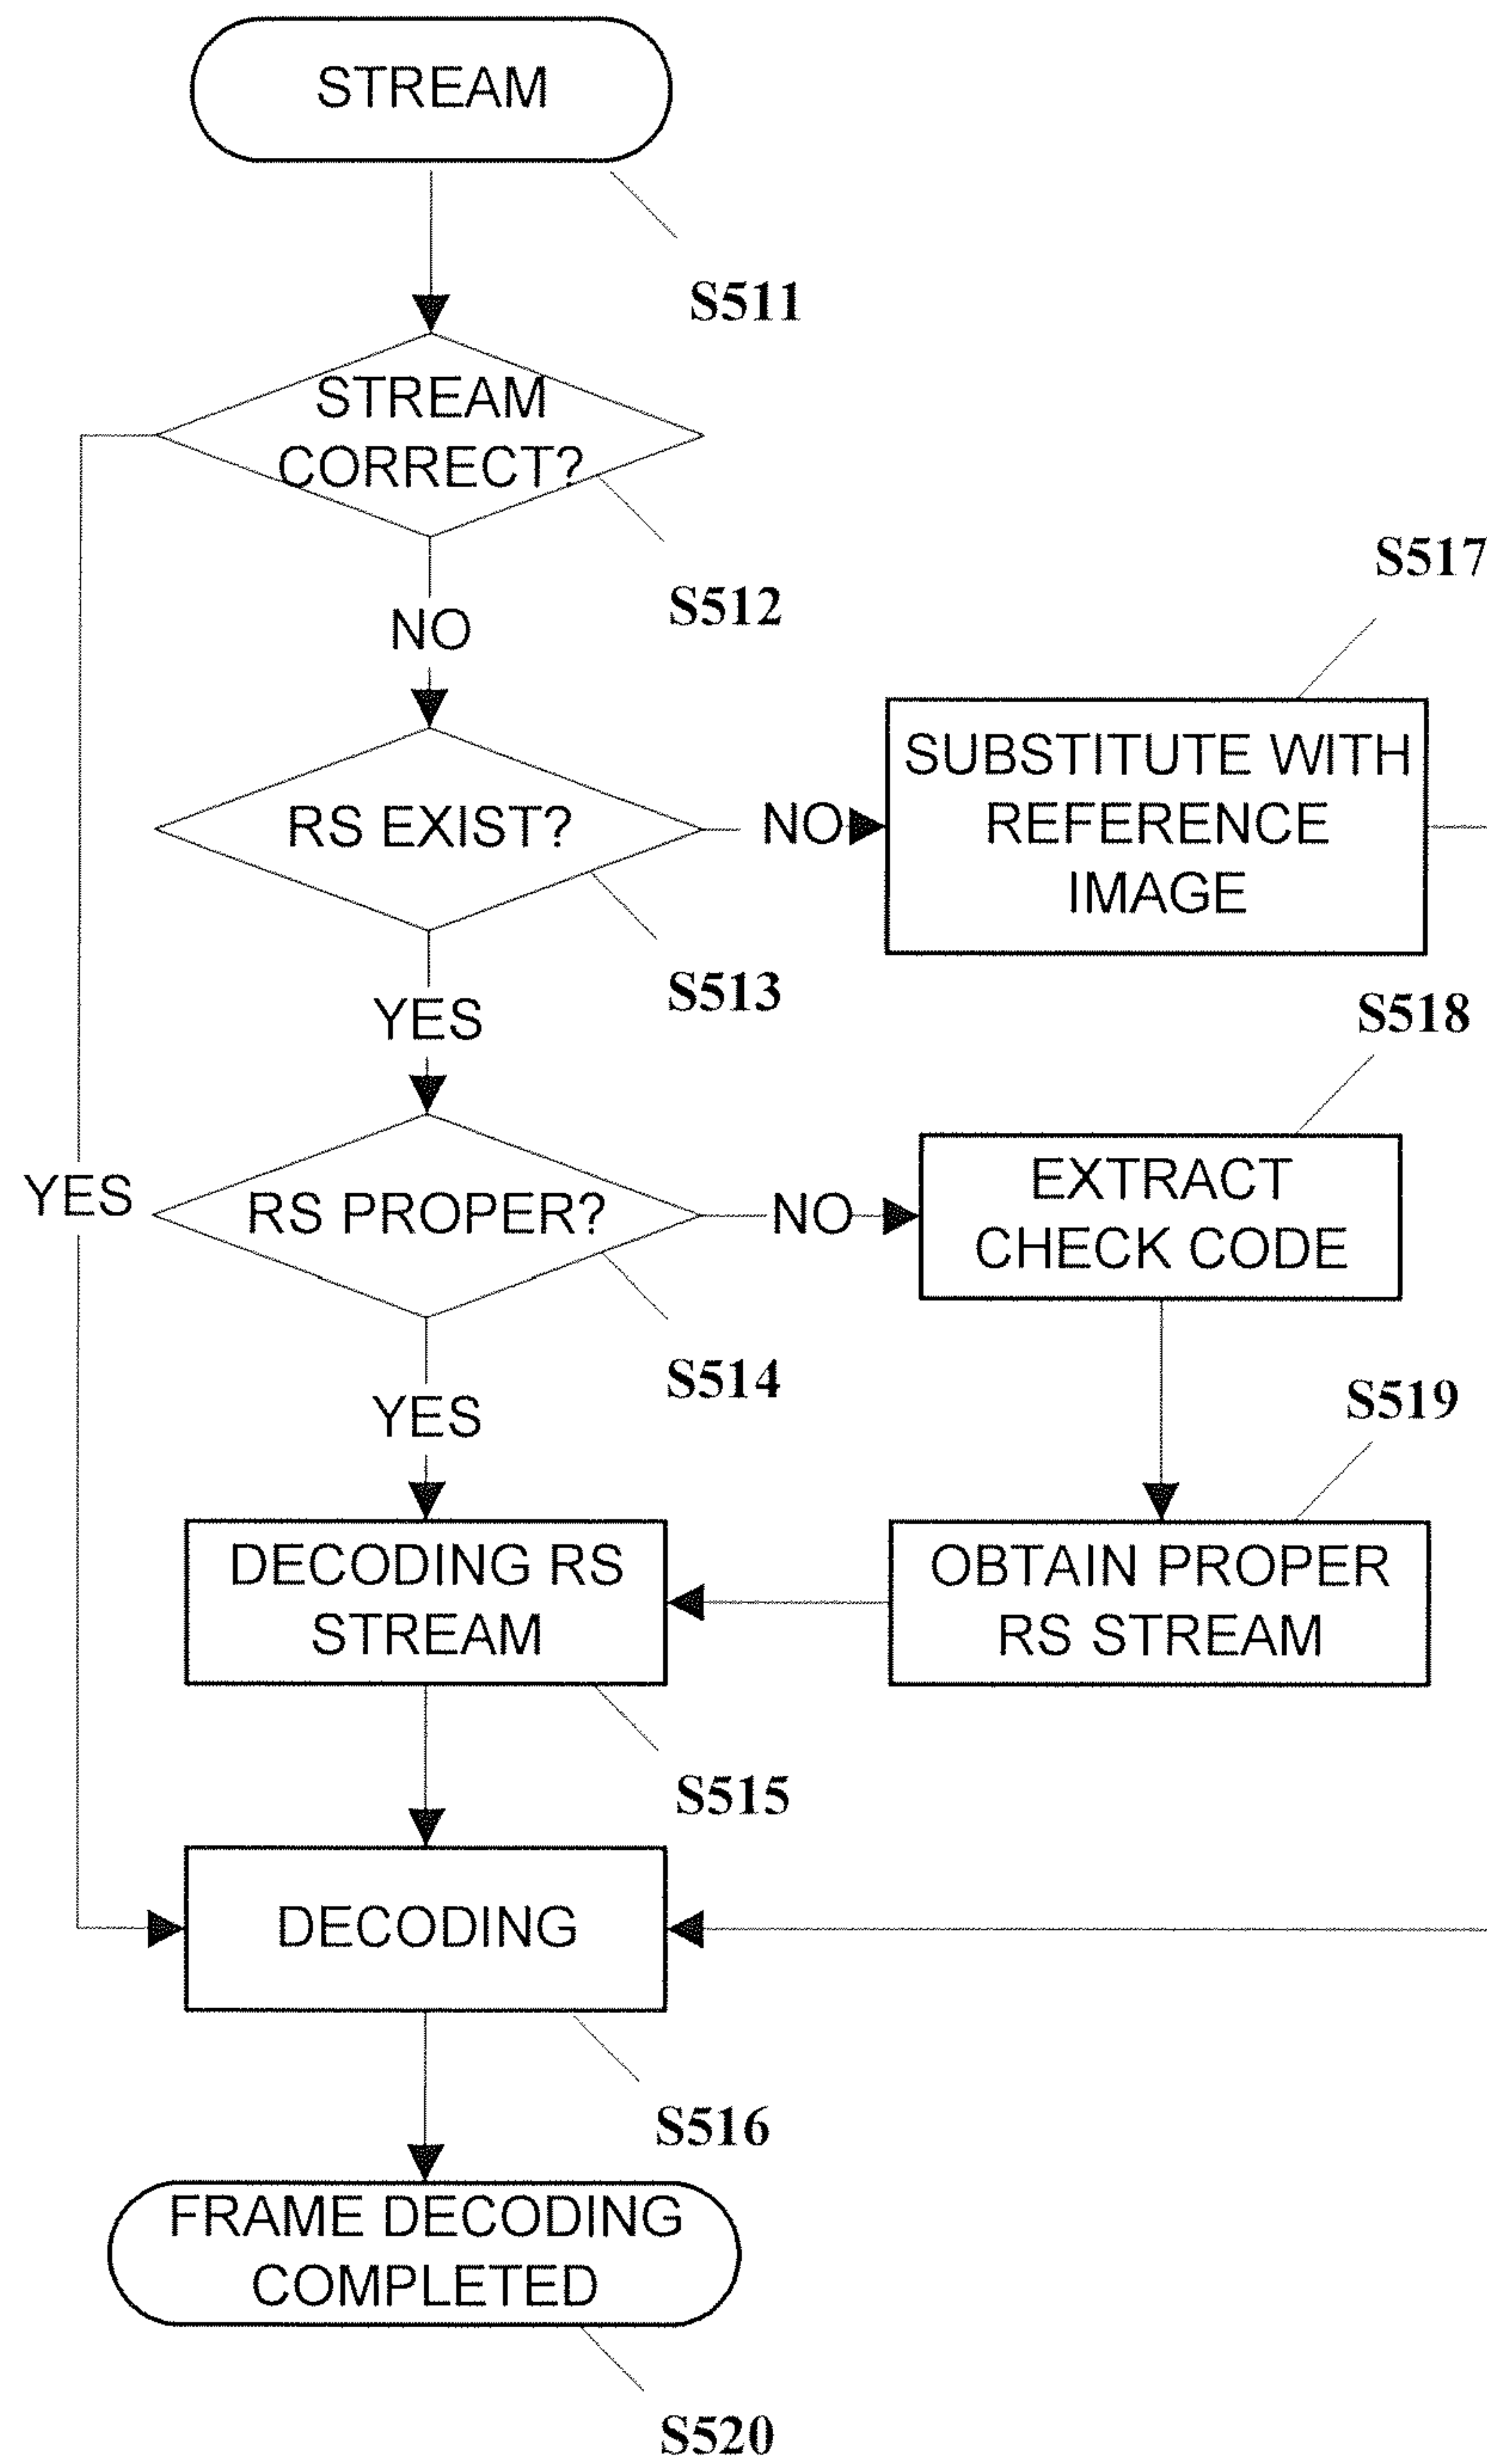 STREAM
S511
STREAM
CORRECT?
S512
NO
S517
RS EXIST?
NO
SUBSTITUTE WITH
REFERENCE
IMAGE
S513
YES
S518
YES
RS PROPER?
NO
EXTRACT
CHECK CODE
S514
YES
S519
DECODING RS
STREAM
OBTAIN PROPER
RS STREAM
S515
DECODING
S516
FRAME DECODING
COMPLETED
S520